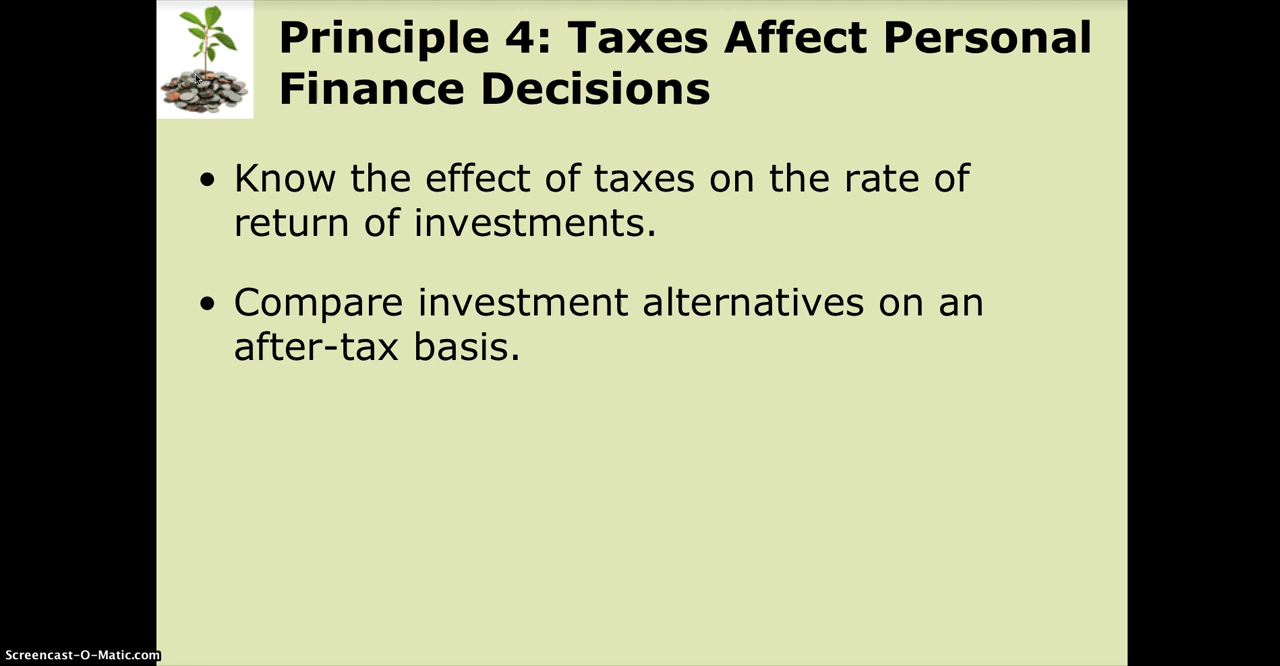 Principle 4: Taxes Affect Personal
Finance Decisions
• Know the effect of taxes on the rate of
return of investments.
• Compare investment alternatives on an
after-tax basis.
Screencast-O-Matic.com